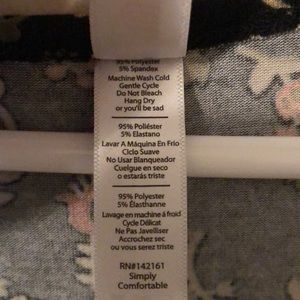 95% Polyester
5% Spandex
Machine Wash Cold
Gentle Cycle
Do Not Bleach
Hang Dry
or you'll be sad
95% Poliéster
5% Elastano
Lavar A Máquina En Frio
Ciclo Suave
No Usar Blanqueador
Cuelgue en seco
o estarás triste
95% Polyester
5% Élasthanne
Lavage en machine á froid
Cycle Délicat
Ne Pas Javelliser
Accrochez sec
ou vous serez triste
RN#142161
Simply
Comfortable